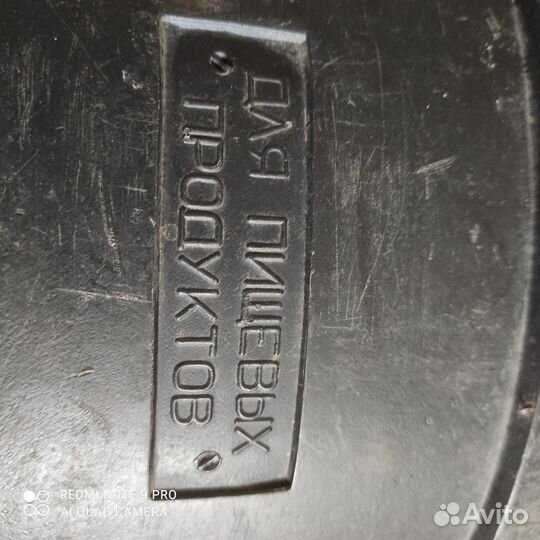 ДЛЯ ПИЩЕВЫХ
ПРОДУКТОВ
REDMI NOTE 9 PRO
AI QUAD CAMERA
Avito